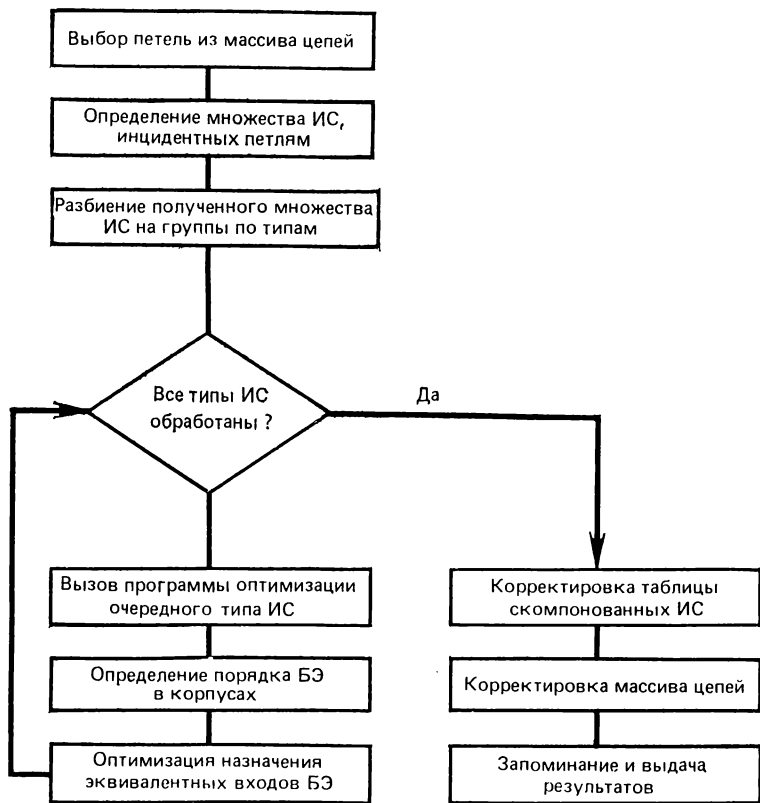 Выбор петель из массива цепей
Определение множества ИС,
инцидентных петлям
Разбиение полученного множества
ИС на группы по типам
Все типы ИС
обработаны ?
Да
Вызов программы оптимизации
очередного типа ИС
Определение порядка БЭ
в корпусах
Оптимизация назначения
эквивалентных входов БЭ
Корректировка таблицы
скомпонованных ИС
Корректировка массива цепей
Запоминание и выдача
результатов